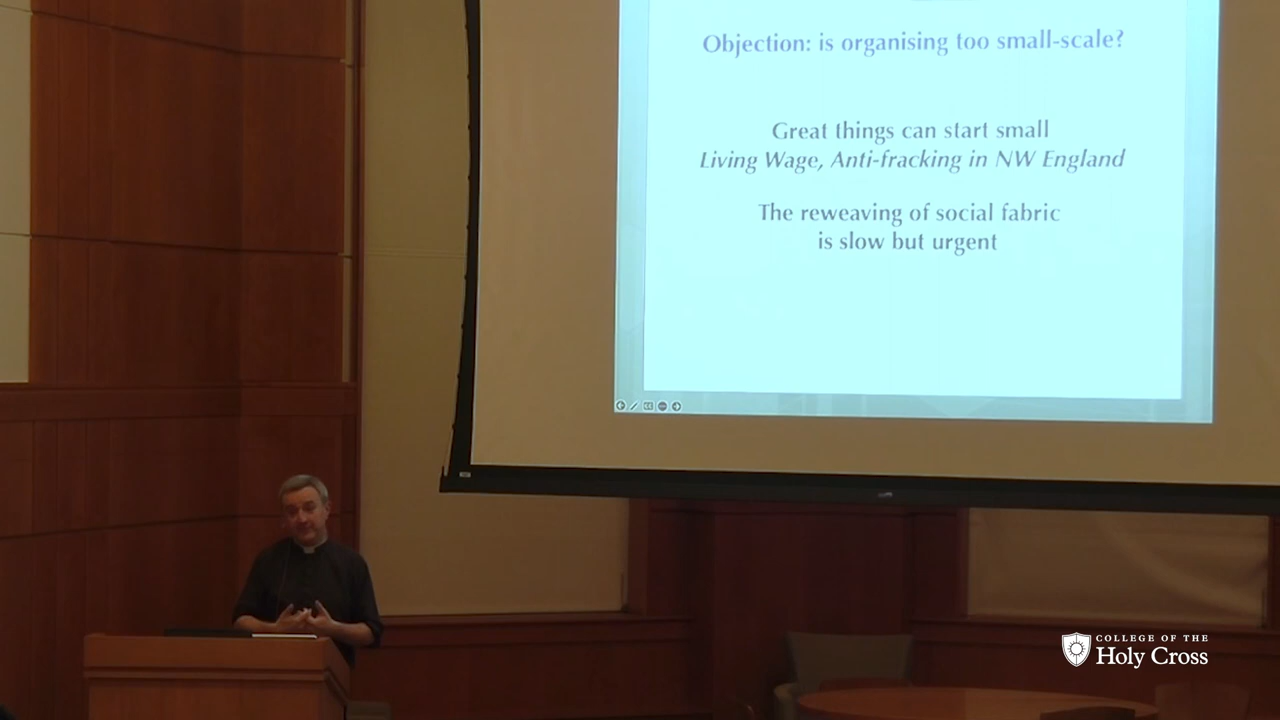 Objection: is organising too small-scale?
Great things can start small
Living Wage, Anti-fracking in NW England
The reweaving of social fabric
is slow but urgent
COLLEGE OF THE
Holy Cross